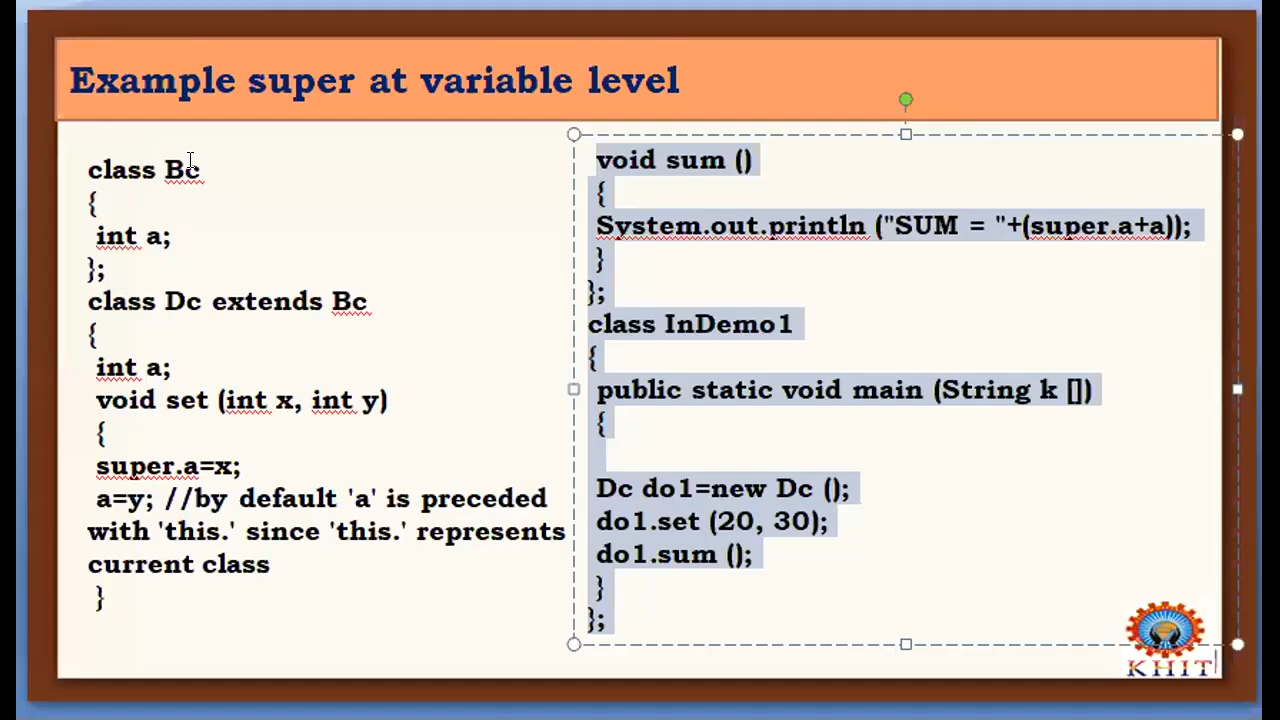 Example super at variable level
class Bc
{
int a;
};
class Dc extends Bc
{
int a;
void set (int x, int y)
{
super.a=x;
a=y; //by default 'a' is preceded
with 'this.' since 'this.' represents
current class
}
void sum ()
{
System.out.println ("SUM = "+(super.a+a));
}
};
class InDemo1
{
public static void main (String k [])
{
Dc do1=new Dc ();
do1.set (20, 30);
do1.sum ();
}
};
KHIT